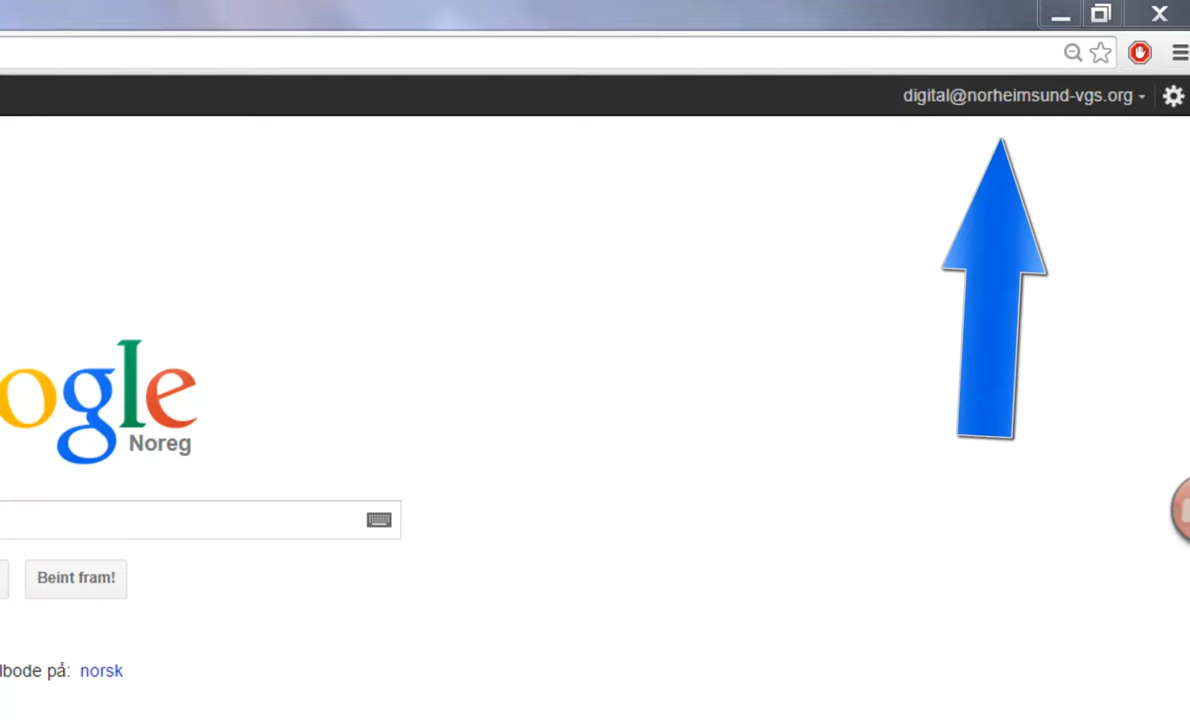 digital@norheimsund-vgs.org
ogle
Noreg
Beint fram!
lbode på: norsk